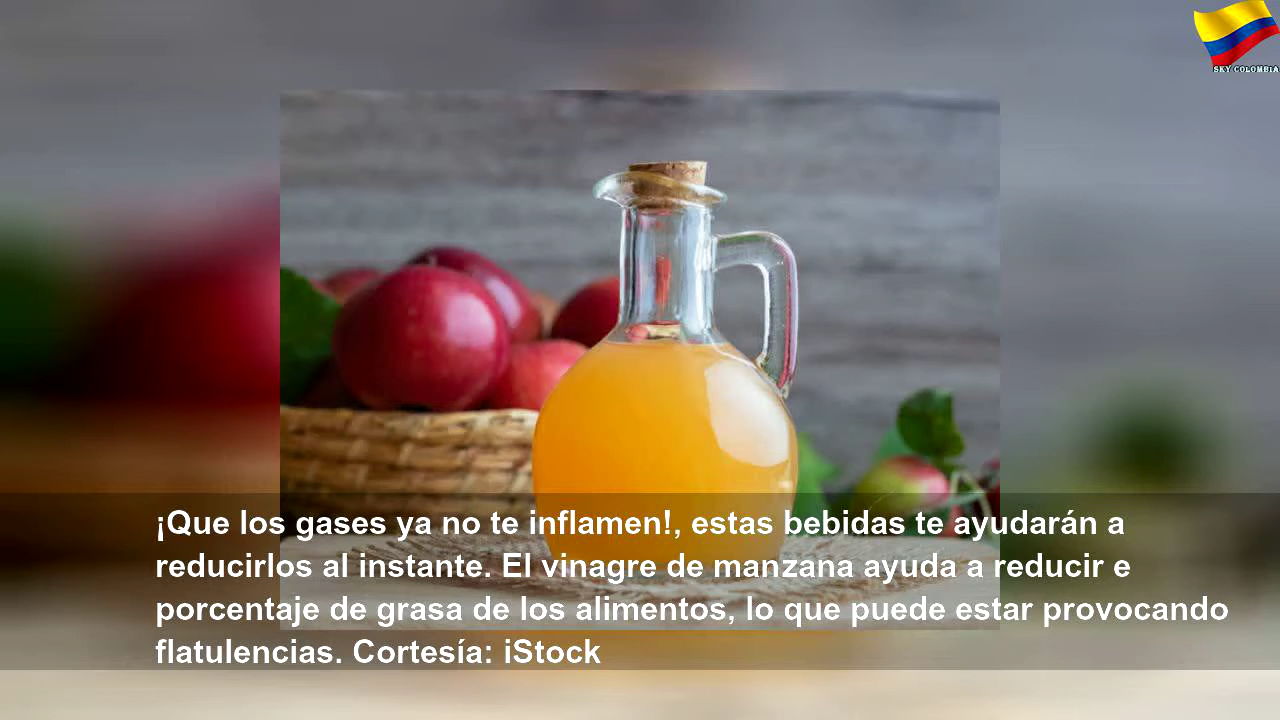 SKY COLOMBIA
¡Que los gases ya no te inflamen!, estas bebidas te ayudarán a
reducirlos al instante. El vinagre de manzana ayuda a reducir e
porcentaje de grasa de los alimentos, lo que puede estar provocando
flatulencias. Cortesía: iStock